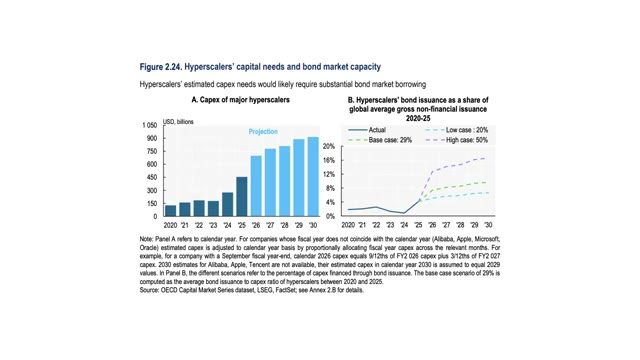 Figure 2.24. Hyperscalers' capital needs and bond market capacity
Hyperscalers' estimated capex needs would likely require substantial bond market borrowing
A. Capex of major hyperscalers
USD, billions
Projection
1 050
900
750
600
450
300
150
0
2020 '21 '22 '23 '24 '25 '26 '27 '28 '29 '30
B. Hyperscalers' bond issuance as a share of
global average gross non-financial issuance
2020-25
Actual
Low case : 20%
Base case: 29%
High case: 50%
20%
16%
12%
8%
4%
0%
2020 '21 '22 '23 '24 '25 '26 '27 '28 '29 '30
Note: Panel A refers to calendar year. For companies whose fiscal year does not coincide with the calendar year (Alibaba, Apple, Microsoft,
Oracle) estimated capex is adjusted to calendar year basis by proportionally allocating fiscal year capex across the relevant months. For
example, for a company with a September fiscal year-end, calendar 2026 capex equals 9/12ths of FY2 026 capex plus 3/12ths of FY2 027
capex. 2030 estimates for Alibaba, Apple, Tencent are not available, their estimated capex in calendar year 2030 is assumed to equal 2029
values. In Panel B, the different scenarios refer to the percentage of capex financed through bond issuance. The base case scenario of 29% is
computed as the average bond issuance to capex ratio of hyperscalers between 2020 and 2025.
Source: OECD Capital Market Series dataset, LSEG, FactSet; see Annex 2.B for details.